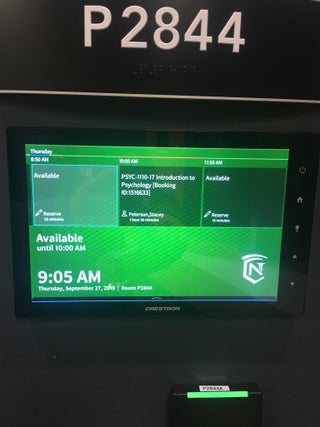 P2844
Thursday
8:50 AM 10:00 AM 11:50 AM
Available
PSYC-1110-17 Introduction to
Psychology [Booking
ID:1516633]
Available
Reserve
55 minutes
Peterson,Stacey
1 hour 50 minutes
Reserve
10 minutes
Available
until 10:00 AM
9:05 AM
Thursday, September 27, 2018 | Room P2844
CRESTRON
P2844A